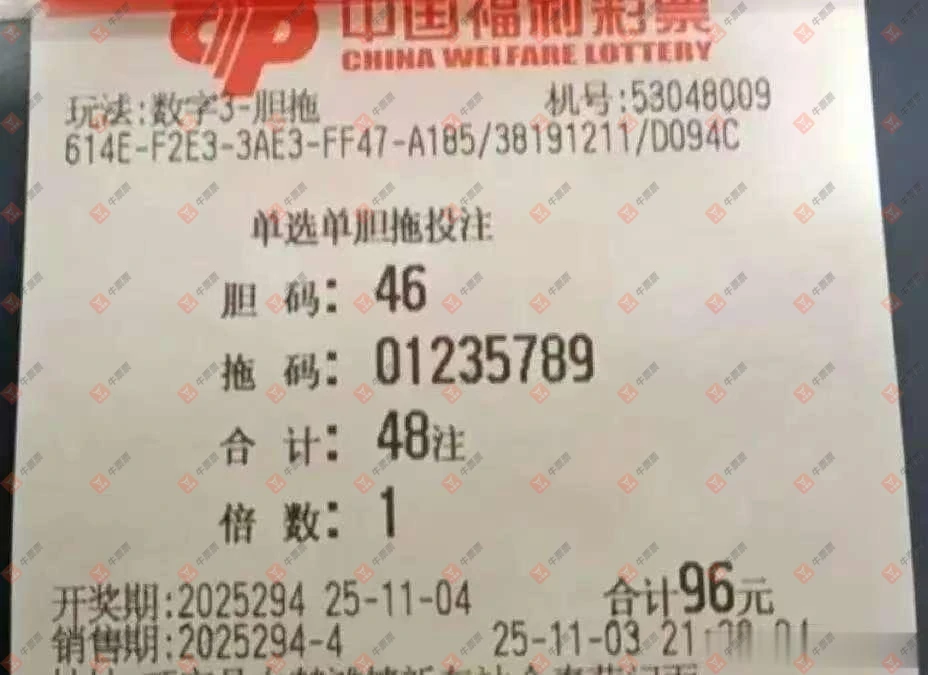 中国福利彩票
CHINA WELFARE LOTTERY
玩法:数字3-胆拖 机号:53048009
614E-F2E3-3AE3-FF47-A185/38191211/D094C
单选单胆拖投注
胆 码: 46
拖 码: 01235789
合 计: 48注
倍 数: 1
开奖期:2025294 25-11-04 合计96元
销售期:2025294-4 25-11-03